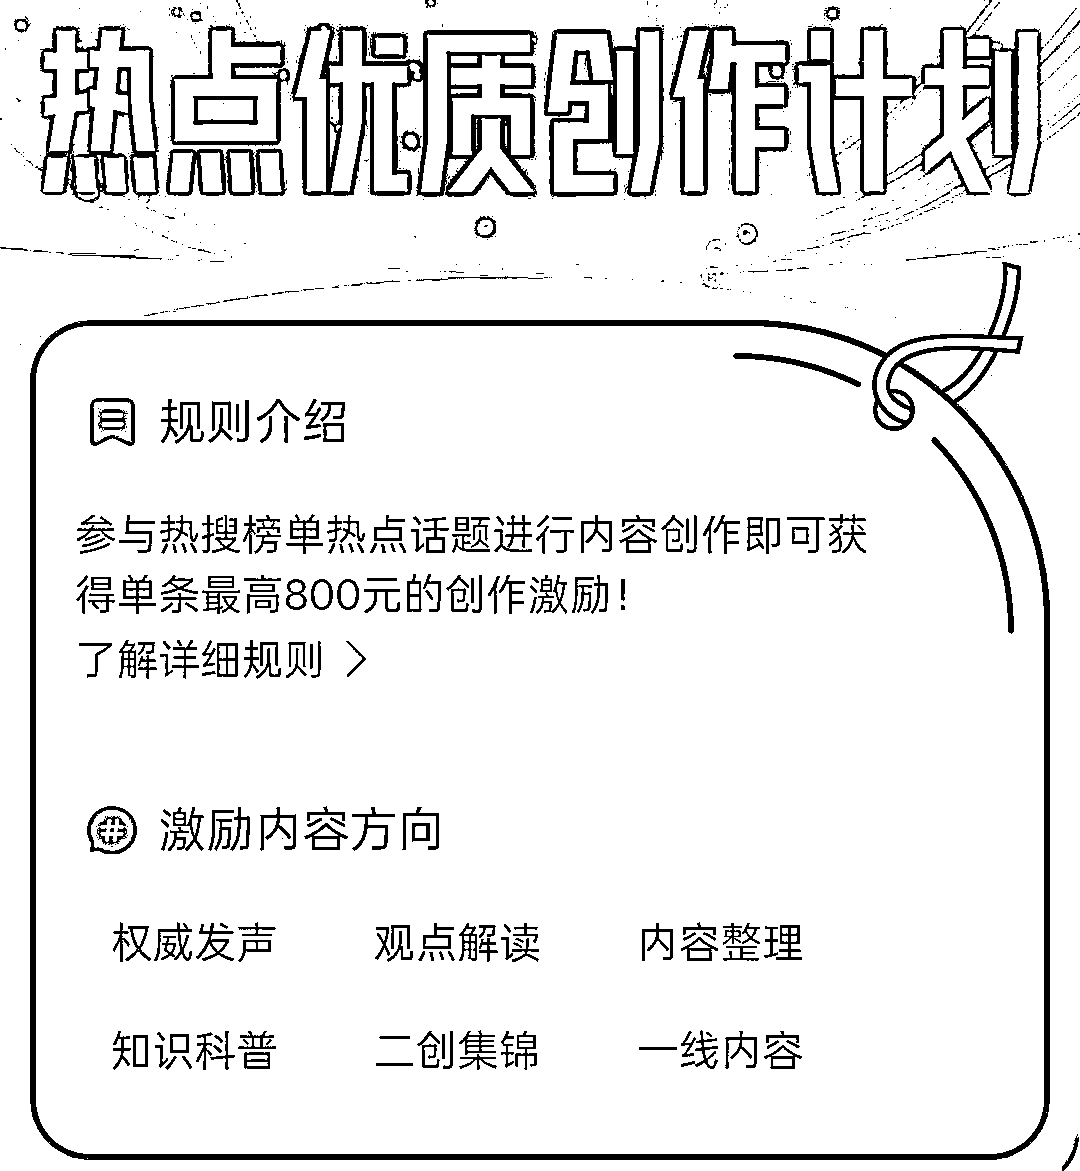 热点优质创作计划
规则介绍
参与热搜榜单热点话题进行内容创作即可获
得单条最高800元的创作激励!
了解详细规则 >
激励内容方向
权威发声 观点解读 内容整理
知识科普 二创集锦 一线内容